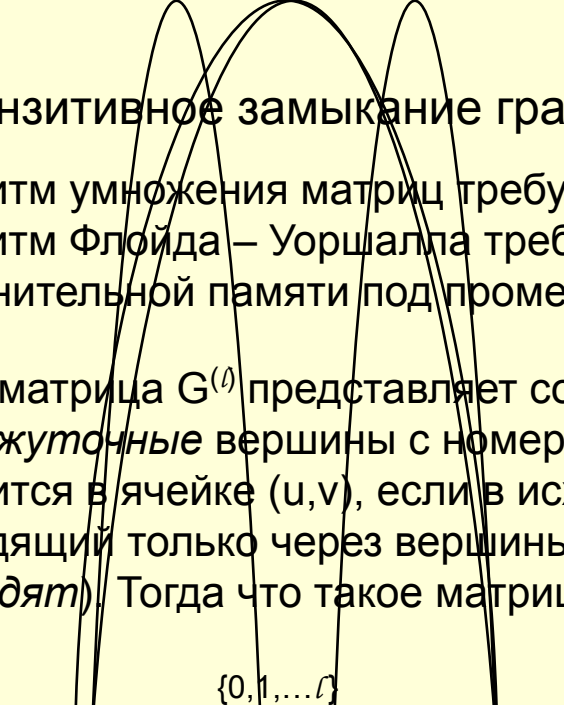 нзитивное замыкание гра
итм умножения матриц требу
итм Флойда – Уоршалла треб
нительной памяти под проме
матрица G⁽ˡ⁾ представляет со
жуточные вершины с номер
ится в ячейке (u,v), если в исх
дящий только через вершины
дят). Тогда что такое матриц
{0,1,…ℓ}